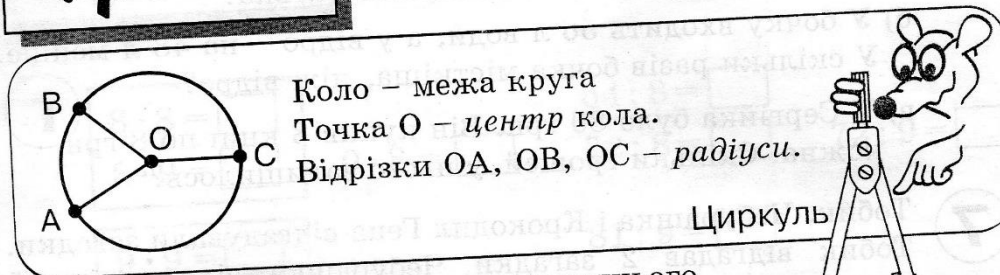 B
O
C
A
Коло – межа круга
Точка О – центр кола.
Відрізки ОА, ОВ, ОС – радіуси.
Циркуль